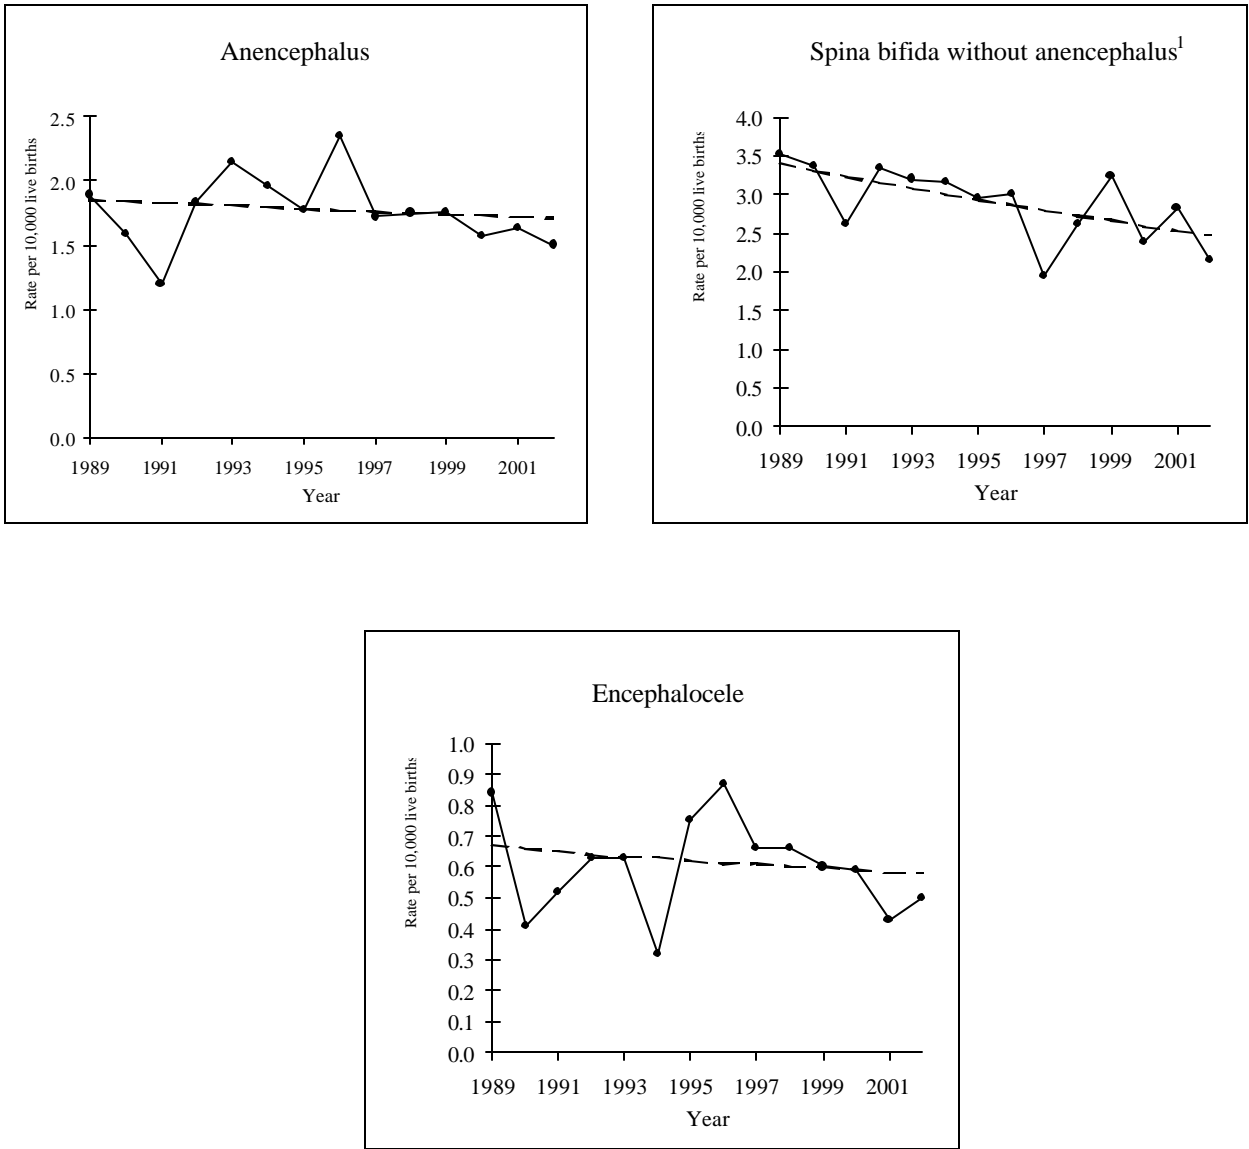 Anencephalus
Rate per 10,000 live births
2.5
2.0
1.5
1.0
0.5
0.0
1989 1991 1993 1995 1997 1999 2001
Year
Spina bifida without anencephalus1
Rate per 10,000 live births
4.0
3.5
3.0
2.5
2.0
1.5
1.0
0.5
0.0
1989 1991 1993 1995 1997 1999 2001
Year
Encephalocele
Rate per 10,000 live births
1.0
0.9
0.8
0.7
0.6
0.5
0.4
0.3
0.2
0.1
0.0
1989 1991 1993 1995 1997 1999 2001
Year